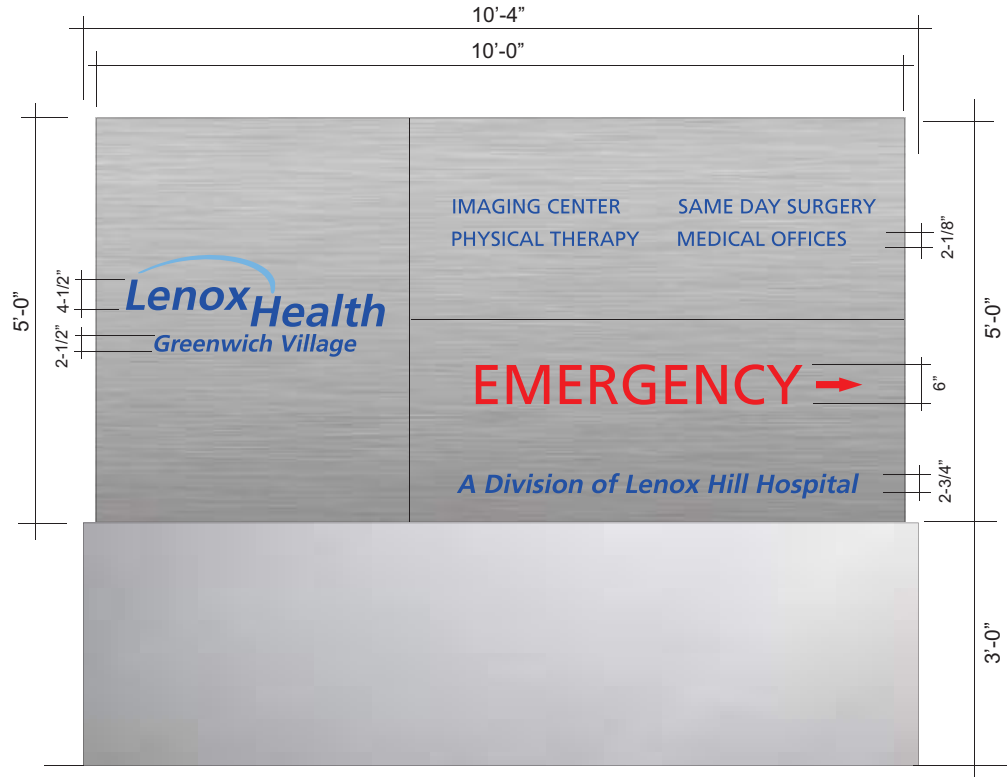 10’-4”
10’-0”
5’-0”
4-1/2”
2-1/2”
Lenox
Health
Greenwich Village
IMAGING CENTER SAME DAY SURGERY
PHYSICAL THERAPY MEDICAL OFFICES
2-1/8”
5’-0”
EMERGENCY
6”
A Division of Lenox Hill Hospital
2-3/4”
3’-0”